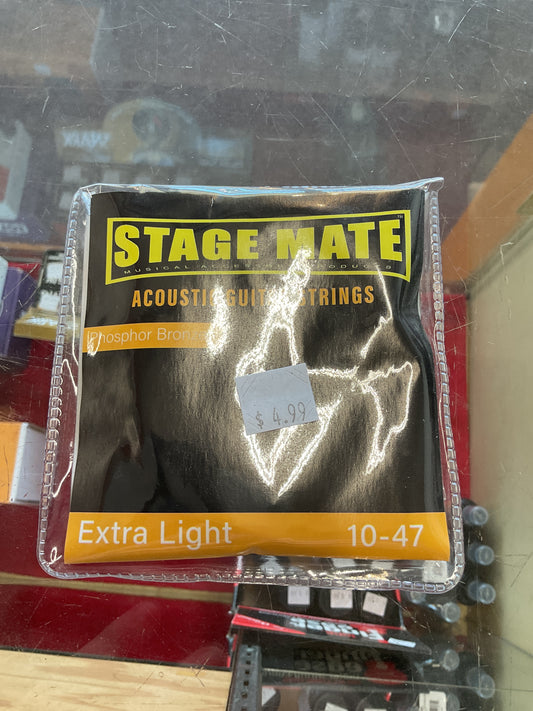 STAGE MATE
ACOUSTIC GUITAR STRINGS
Phosphor Bronze
$ 4.99
Extra Light 10-47